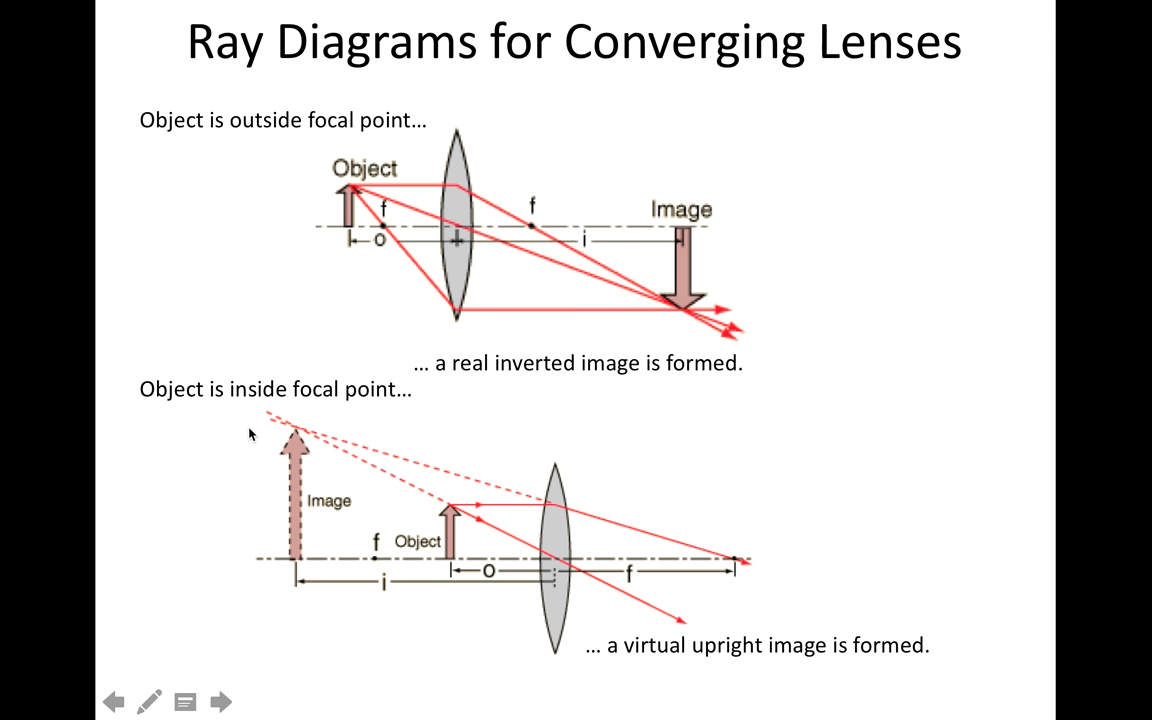 Ray Diagrams for Converging Lenses
Object is outside focal point…
Object
f
f
Image
o
i
… a real inverted image is formed.
Object is inside focal point…
Image
f Object
o
f
i
… a virtual upright image is formed.